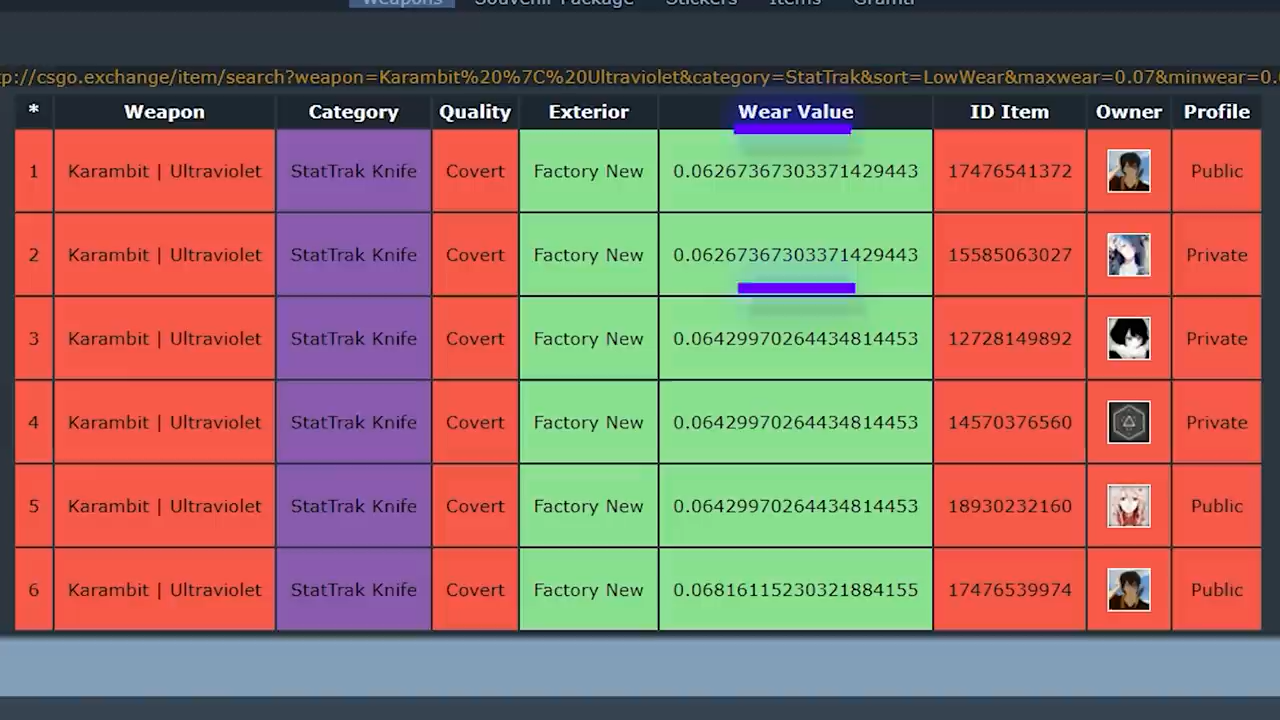 Weapons Souvenir Package Stickers Items Graffiti
tp://csgo.exchange/item/search?weapon=Karambit%20%7C%20Ultraviolet&category=StatTrak&sort=LowWear&maxwear=0.07&minwear=0.
* Weapon Category Quality Exterior Wear Value ID Item Owner Profile
1 Karambit | Ultraviolet StatTrak Knife Covert Factory New 0.06267367303371429443 17476541372 Public
2 Karambit | Ultraviolet StatTrak Knife Covert Factory New 0.06267367303371429443 15585063027 Private
3 Karambit | Ultraviolet StatTrak Knife Covert Factory New 0.06429970264434814453 12728149892 Private
4 Karambit | Ultraviolet StatTrak Knife Covert Factory New 0.06429970264434814453 14570376560 Private
5 Karambit | Ultraviolet StatTrak Knife Covert Factory New 0.06429970264434814453 18930232160 Public
6 Karambit | Ultraviolet StatTrak Knife Covert Factory New 0.06816115230321884155 17476539974 Public